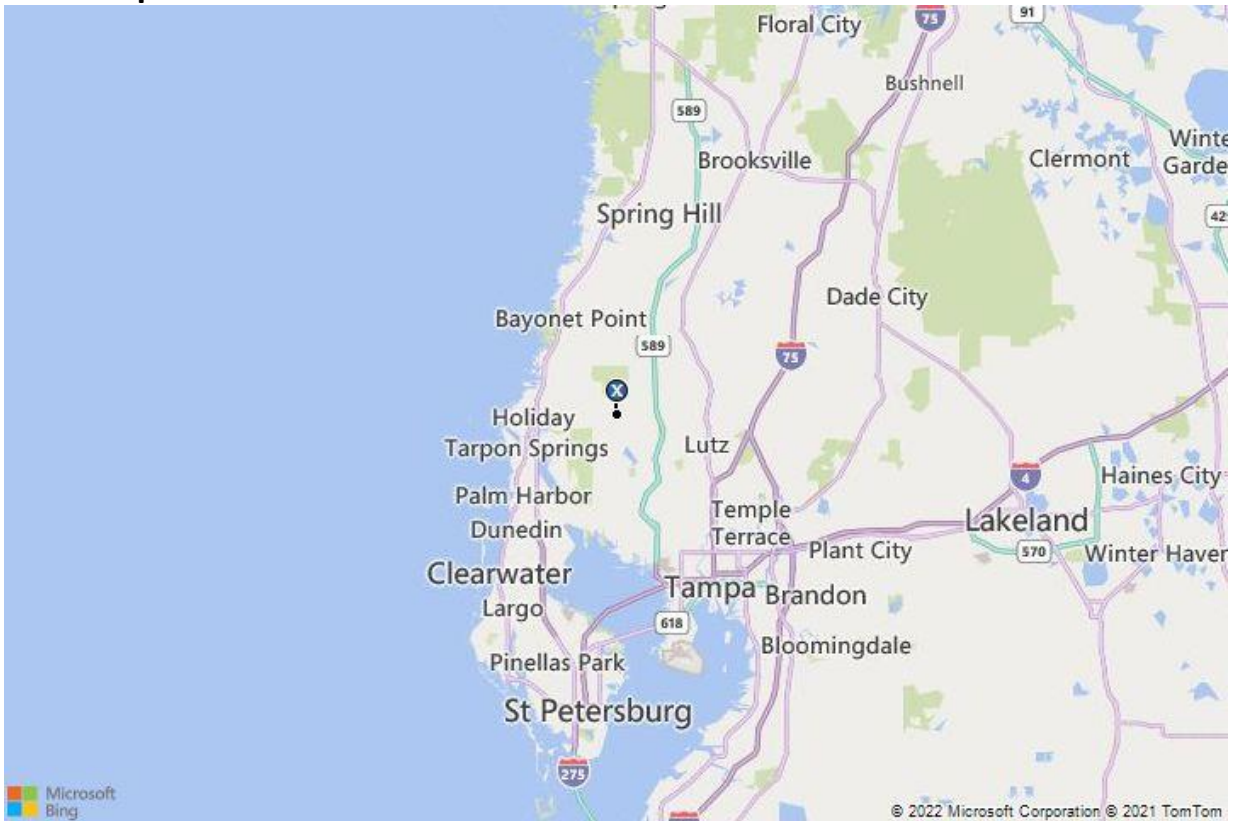 Floral City
75
91
Bushnell
589
Brooksville
Clermont
Winte
Garde
Spring Hill
42
Dade City
Bayonet Point
589
75
X
Holiday
Tarpon Springs
Lutz
4
Haines City
Palm Harbor
Temple
Terrace
Lakeland
Dunedin
Plant City
570
Winter Haven
Clearwater
Tampa
Brandon
Largo
618
Bloomingdale
Pinellas Park
St Petersburg
275
Microsoft
Bing
© 2022 Microsoft Corporation © 2021 TomTom